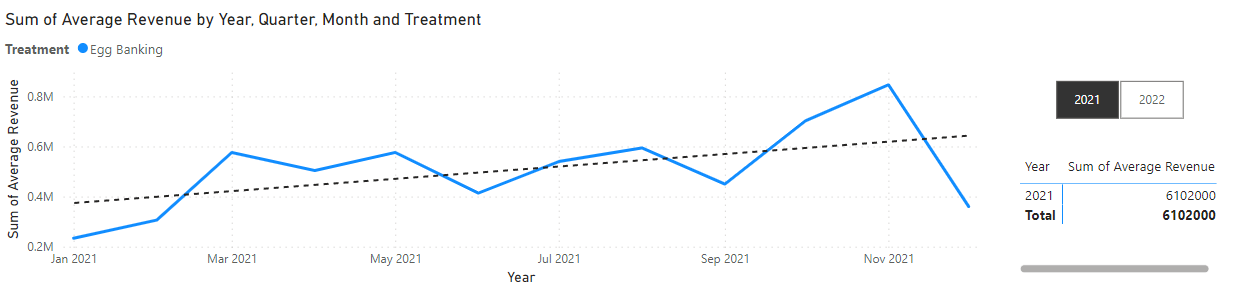 Sum of Average Revenue by Year, Quarter, Month and Treatment
Treatment Egg Banking
Sum of Average Revenue
0.8M
0.6M
0.4M
0.2M
Jan 2021 Mar 2021 May 2021 Jul 2021 Sep 2021 Nov 2021
Year
2021 2022
Year Sum of Average Revenue
2021 6102000
Total 6102000